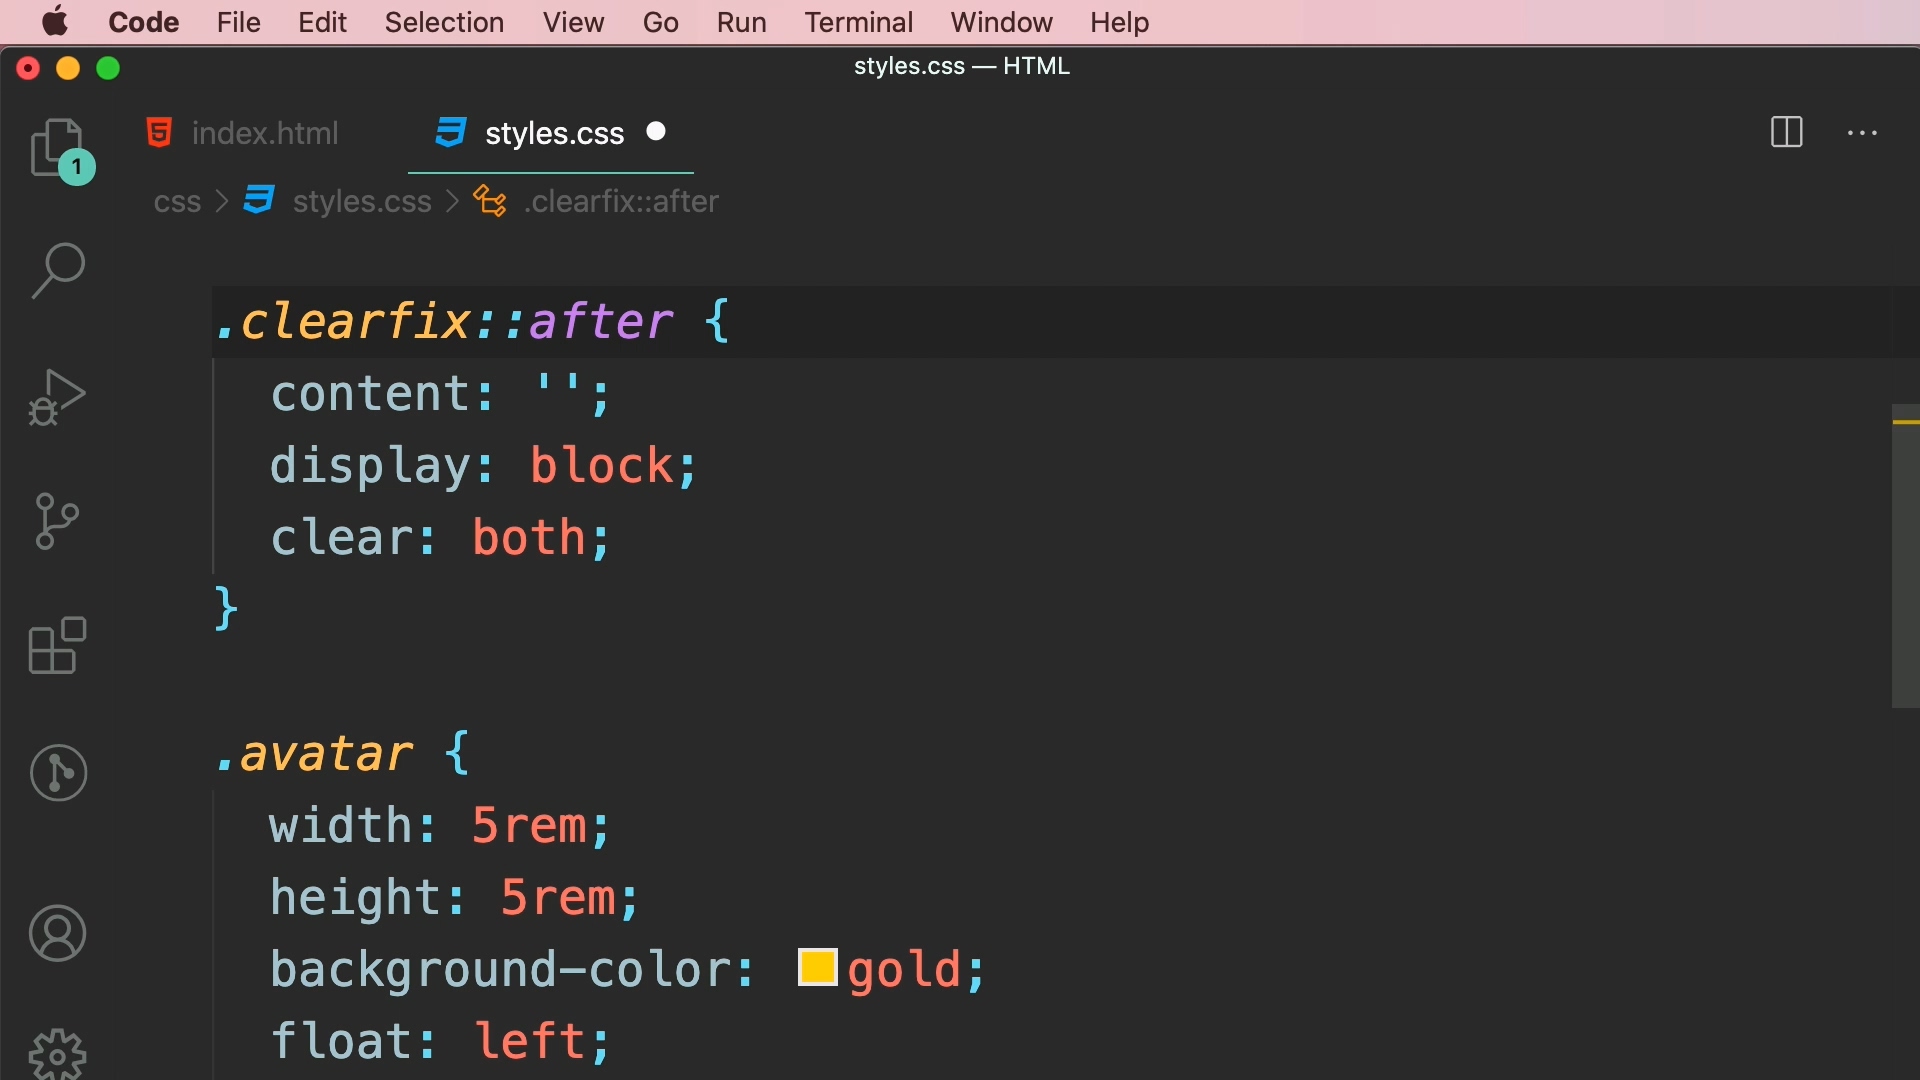 Code File Edit Selection View Go Run Terminal Window Help
styles.css — HTML
index.html styles.css
1
css > styles.css > .clearfix::after
.clearfix::after {
content: '';
display: block;
clear: both;
}
.avatar {
width: 5rem;
height: 5rem;
background-color: gold;
float: left;